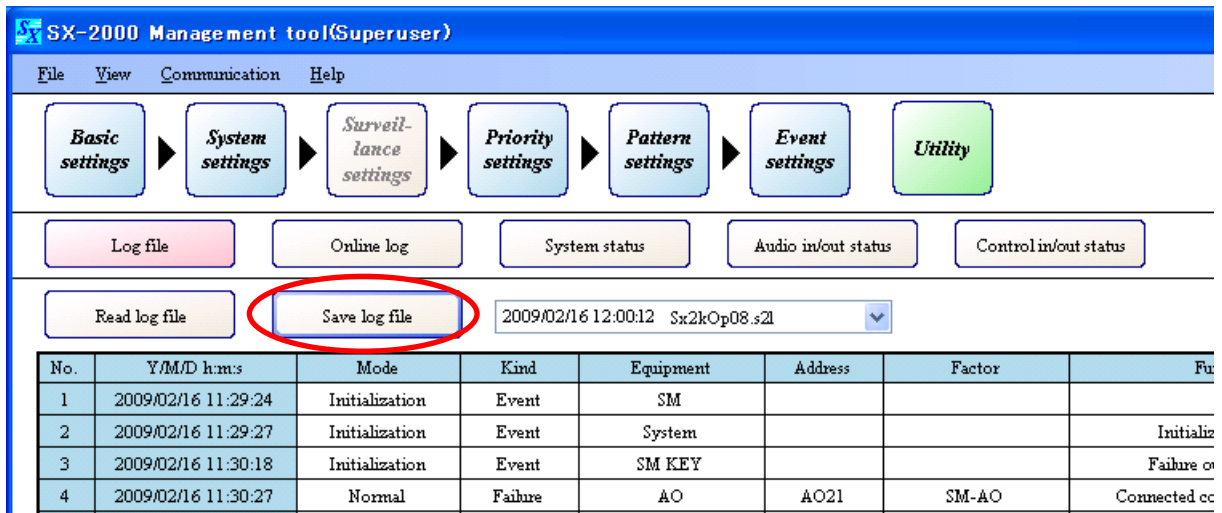 SX SX-2000 Management tool(Superuser)
File View Communication Help
Basic settings System settings Surveil-lance settings Priority settings Pattern settings Event settings Utility
Log file Online log System status Audio in/out status Control in/out status
Read log file Save log file 2009/02/16 12:00:12 Sx2kOp08.s2l
No. Y/M/D h:m:s Mode Kind Equipment Address Factor
1 2009/02/16 11:29:24 Initialization Event SM
2 2009/02/16 11:29:27 Initialization Event System
3 2009/02/16 11:30:18 Initialization Event SM KEY Failure
4 2009/02/16 11:30:27 Normal Failure AO AO21 SM-AO Connected